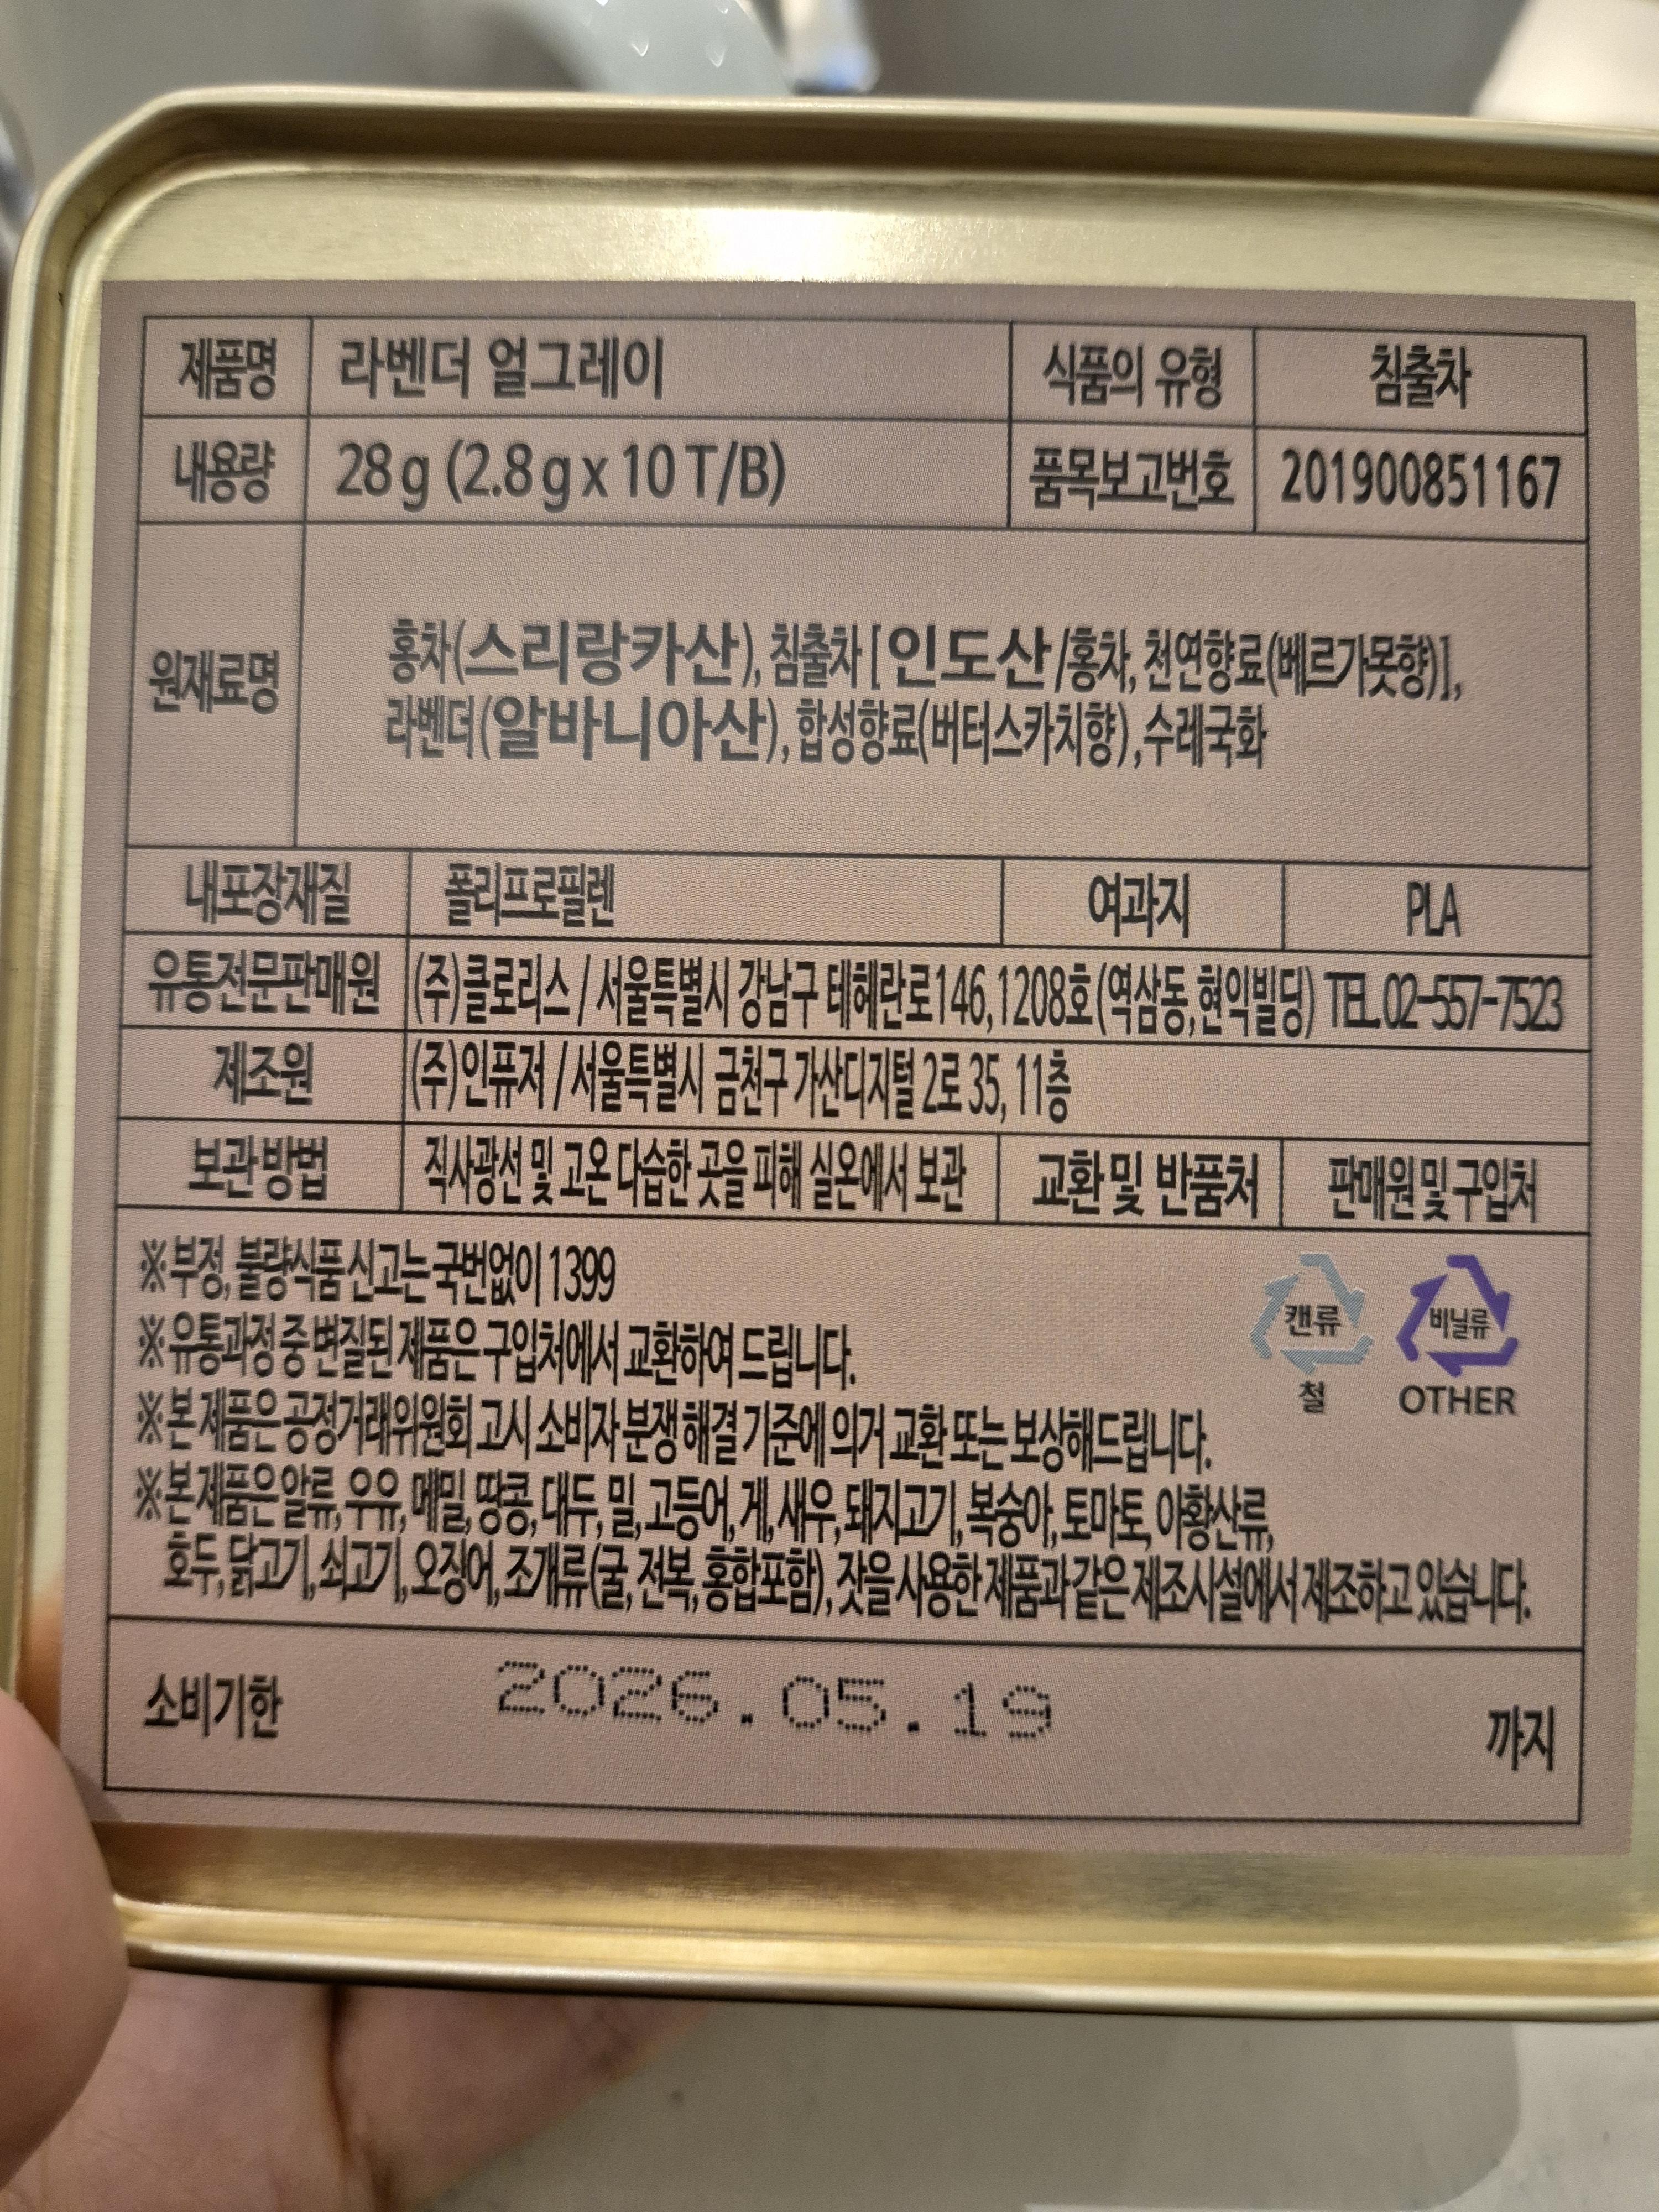 제품명 라벤더 얼그레이 식품의 유형 침출차
내용량 28g (2.8g x 10 T/B) 품목보고번호 201900851167
원재료명 홍차(스리랑카산), 침출차 [인도산/홍차, 천연향료(베르가못향)],
라벤더(알바니아산), 합성향료(버터스카치향), 수레국화
내포장재질 폴리프로필렌 여과지 PLA
유통전문판매원 (주)클로리스 / 서울특별시 강남구 테헤란로146, 1208호 (역삼동,현익빌딩) TEL.02-557-7523
제조원 (주)인퓨저 / 서울특별시 금천구 가산디지털 2로 35, 11층
보관방법 직사광선 및 고온 다습한 곳을 피해 실온에서 보관 교환 및 반품처 판매원 및 구입처
※부정, 불량식품 신고는 국번없이 1399
※유통과정 중 변질된 제품은 구입처에서 교환하여 드립니다.
※본 제품은 공정거래위원회 고시 소비자 분쟁 해결 기준에 의거 교환 또는 보상해드립니다.
※본 제품은 알류, 우유, 메밀, 땅콩, 대두, 밀, 고등어, 게, 새우, 돼지고기, 복숭아, 토마토, 아황산류,
호두, 닭고기, 쇠고기, 오징어, 조개류(굴, 전복, 홍합포함), 잣을 사용한 제품과 같은 제조시설에서 제조하고 있습니다.
캔류 비닐류
철 OTHER
소비기한 2026.05.19 까지